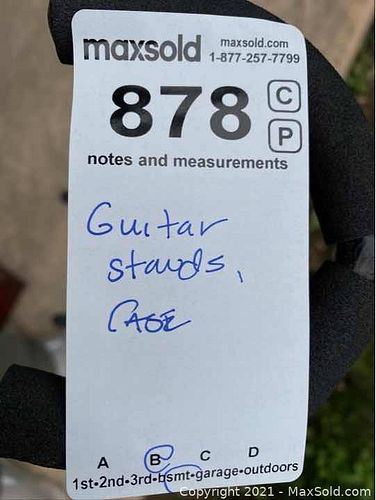 maxsold maxsold.com
1-877-257-7799
878 C
P
notes and measurements
Guitar
stands,
CASE
A B C D
1st•2nd•3rd•bsmt•garage•outdoors
Copyright 2021 - MaxSold.com